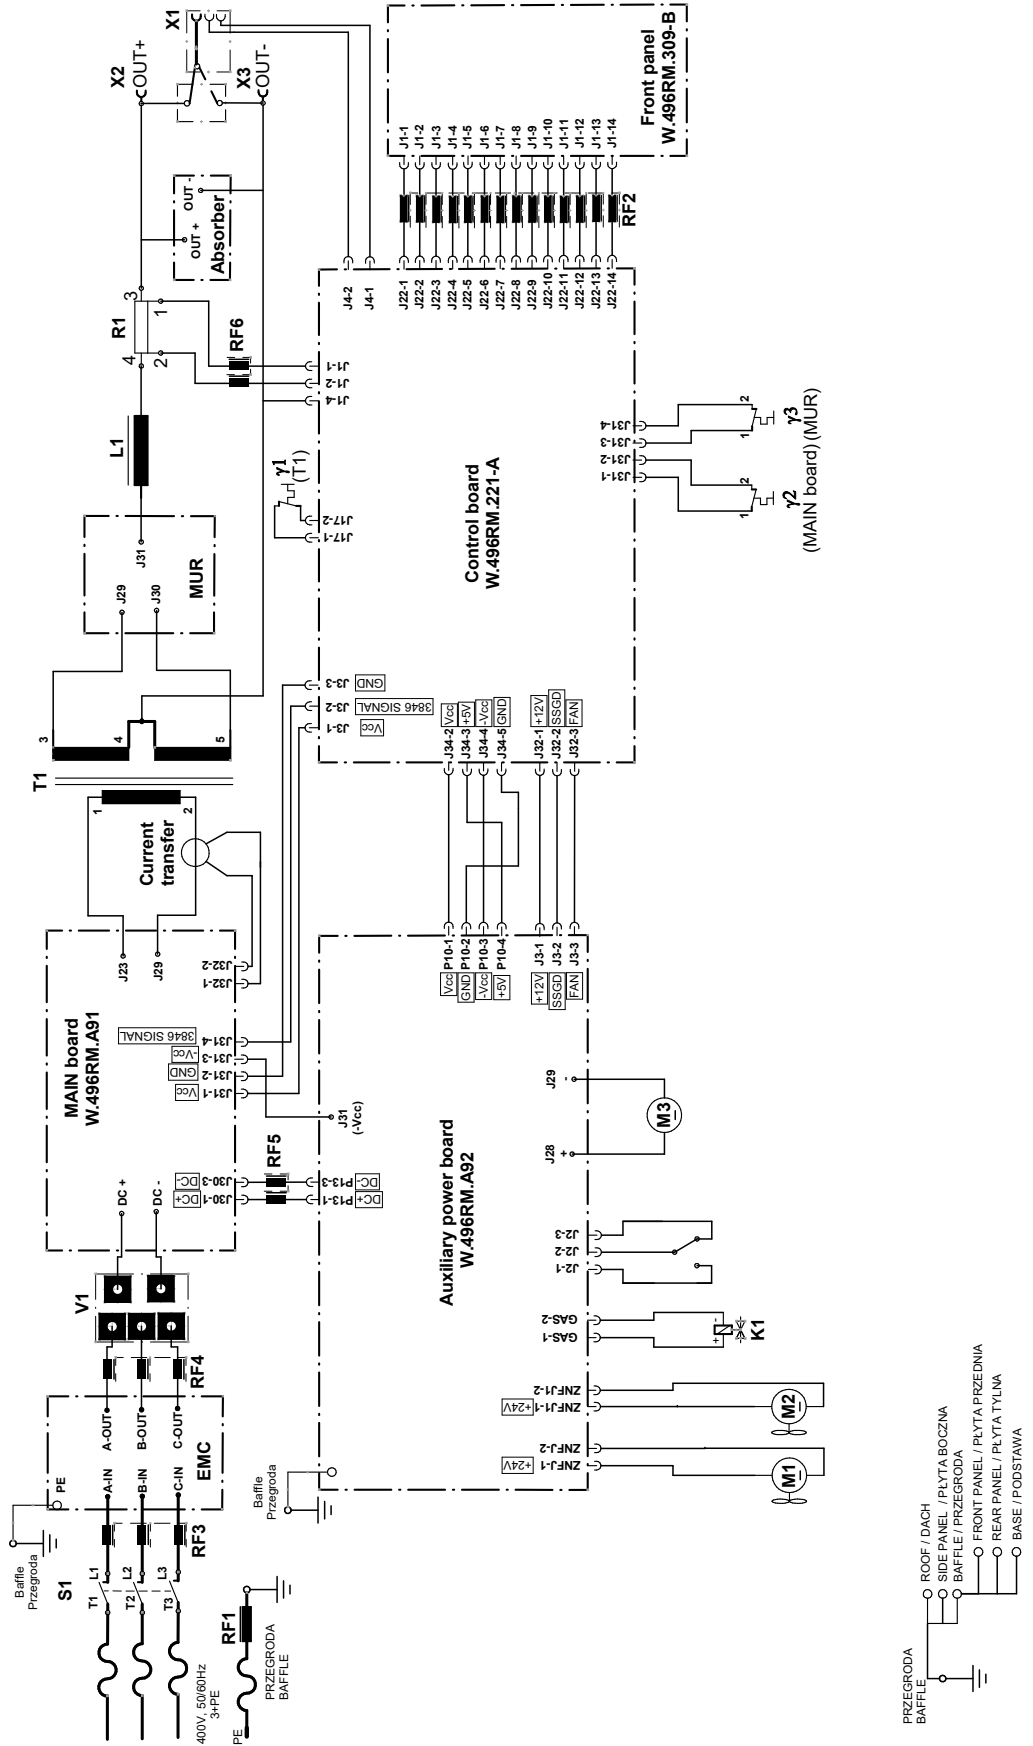 X1
X2
OUT+
X3
OUT-
Front panel
W.496RM.309-B
J1-1
J1-2
J1-3
J1-4
J1-5
J1-6
J1-7
J1-8
J1-9
J1-10
J1-11
J1-12
J1-13
J1-14
RF2
OUT +
OUT -
Absorber
3
1
R1
4
2
RF6
L1
J4-2
J4-1
J22-1
J22-2
J22-3
J22-4
J22-5
J22-6
J22-7
J22-8
J22-9
J22-10
J22-11
J22-12
J22-13
J22-14
J1-1
J1-2
J1-4
γ1
(T1)
J17-2
J17-1
Control board
W.496RM.221-A
J31-4
J31-3
J31-2
J31-1
2
1
γ3
(MUR)
2
1
γ2
(MAIN board)
J31
J29
J30
MUR
J3-3
GND
J3-2
3846 SIGNAL
J3-1
Vcc
J34-2
Vcc
J34-3
+5V
J34-4
-Vcc
J34-5
GND
J32-1
+12V
J32-2
SSGD
J32-3
FAN
T1
3
4
5
1
2
Current
transfer
J23
J29
J32-2
J32-1
MAIN board
W.496RM.A91
3846 SIGNAL
J31-4
-Vcc
J31-3
GND
J31-2
Vcc
J31-1
DC-
J30-3
DC+
J30-1
DC +
DC -
RF5
P13-3
DC-
P13-1
DC+
J31
(-Vcc)
Vcc
P10-1
GND
P10-2
-Vcc
P10-3
+5V
P10-4
+12V
J3-1
SSGD
J3-2
FAN
J3-3
Auxiliary power board
W.496RM.A92
J29
-
J28
+
M3
J2-3
J2-2
J2-1
GAS-2
GAS-1
+
-
K1
ZNFJ1-2
ZNFJ1-1
+24V
M2
ZNFJ-2
ZNFJ-1
+24V
M1
V1
RF4
A-OUT
B-OUT
C-OUT
EMC
PE
A-IN
B-IN
C-IN
Baffle
Przegroda
Baffle
Przegroda
RF3
S1
L1
L2
L3
T1
T2
T3
400V, 50/60Hz
3+PE
PE
RF1
PRZEGRODA
BAFFLE
PRZEGRODA
BAFFLE
ROOF / DACH
SIDE PANEL / PŁYTA BOCZNA
BAFFLE / PRZEGRODA
FRONT PANEL / PŁYTA PRZEDNIA
REAR PANEL / PŁYTA TYLNA
BASE / PODSTAWA